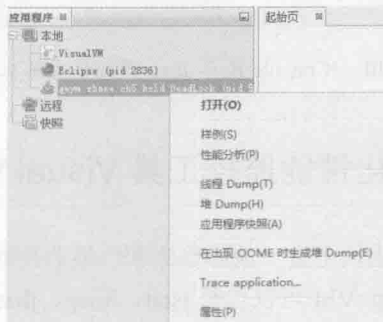 应用程序
起始页
本地
VisualVM
Eclipse (pid 2836)
远程
快照
打开(O)
样例(S)
性能分析(P)
线程 Dump(T)
堆 Dump(H)
应用程序快照(A)
在出现 OOME 时生成堆 Dump(E)
Trace application...
属性(P)